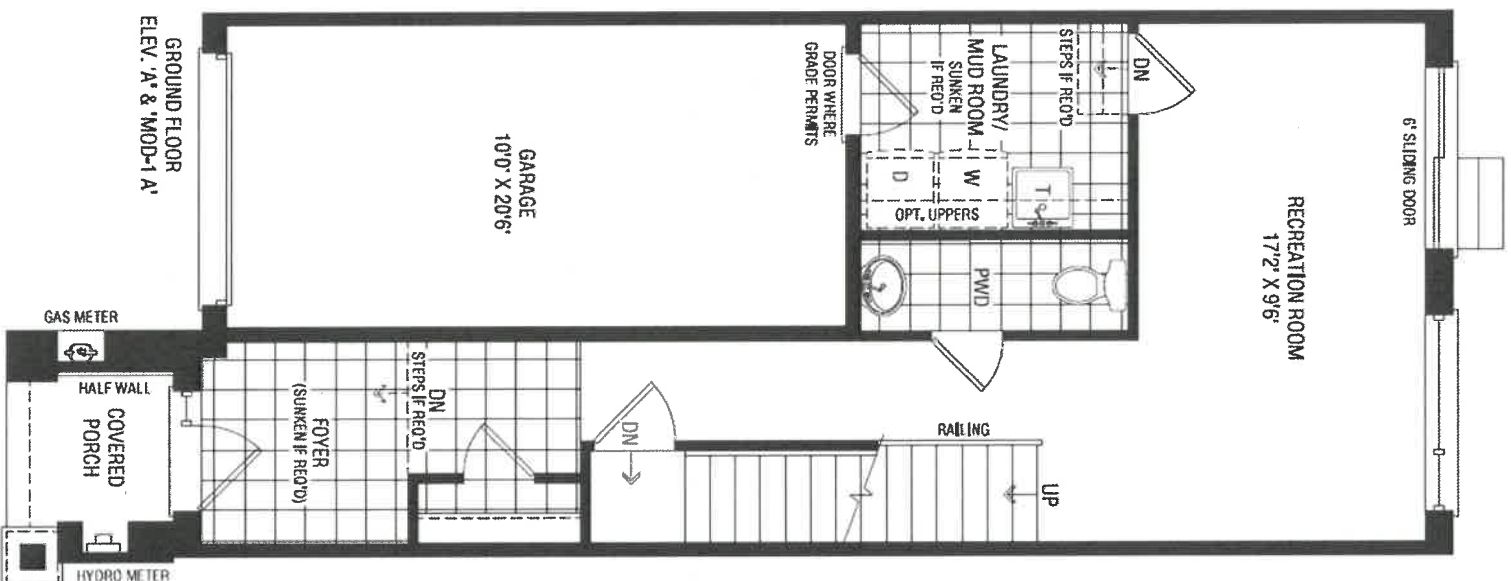 6' SLIDING DOOR
RECREATION ROOM
17'2" X 9'6"
DN
STEPS IF REQ'D
LAUNDRY/
MUD ROOM
SUNKEN
IF REQ'D
T
W
D
OPT. UPPERS
PWD
DOOR WHERE
GRADE PERMITS
GARAGE
10'0" X 20'6"
UP
RAILING
DN
DN
STEPS IF REQ'D
FOYER
(SUNKEN IF REQ'D)
GAS METER
HALF WALL
COVERED
PORCH
HYDRO METER
GROUND FLOOR
ELEV. 'A' & 'MOD-1 A'